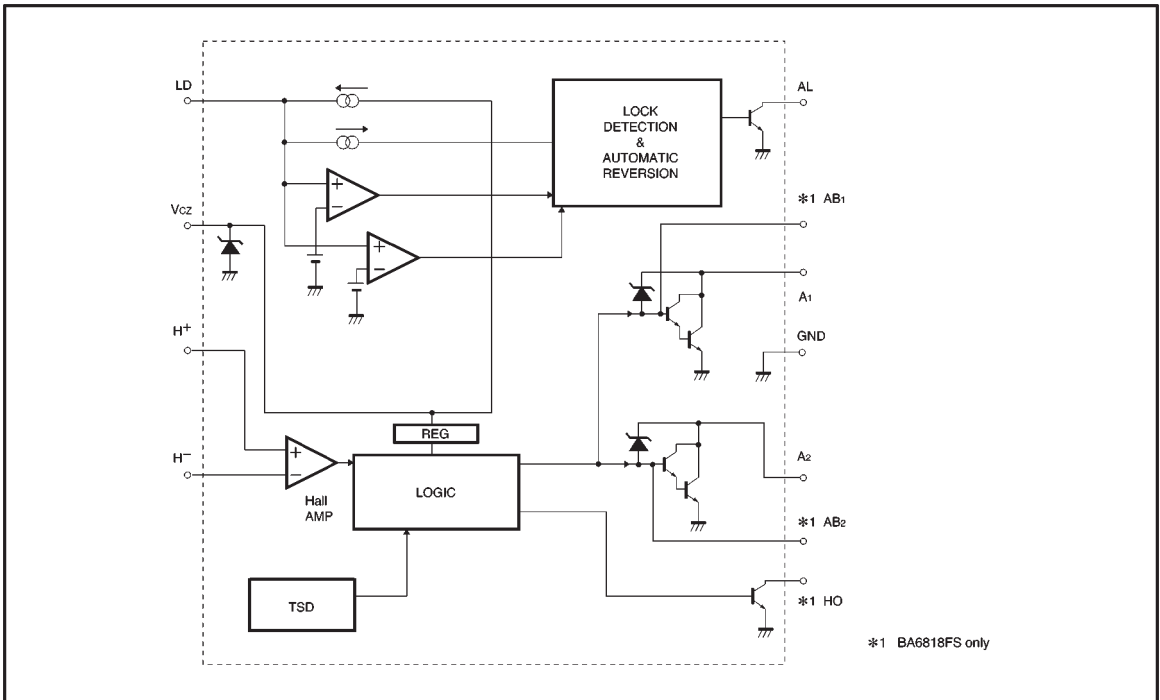 LD
LOCK
DETECTION
&
AUTOMATIC
REVERSION
AL
*1 AB1
VCZ
+
−
+
−
A1
H+
GND
REG
H−
+
−
Hall
AMP
LOGIC
A2
*1 AB2
TSD
*1 HO
*1 BA6818FS only